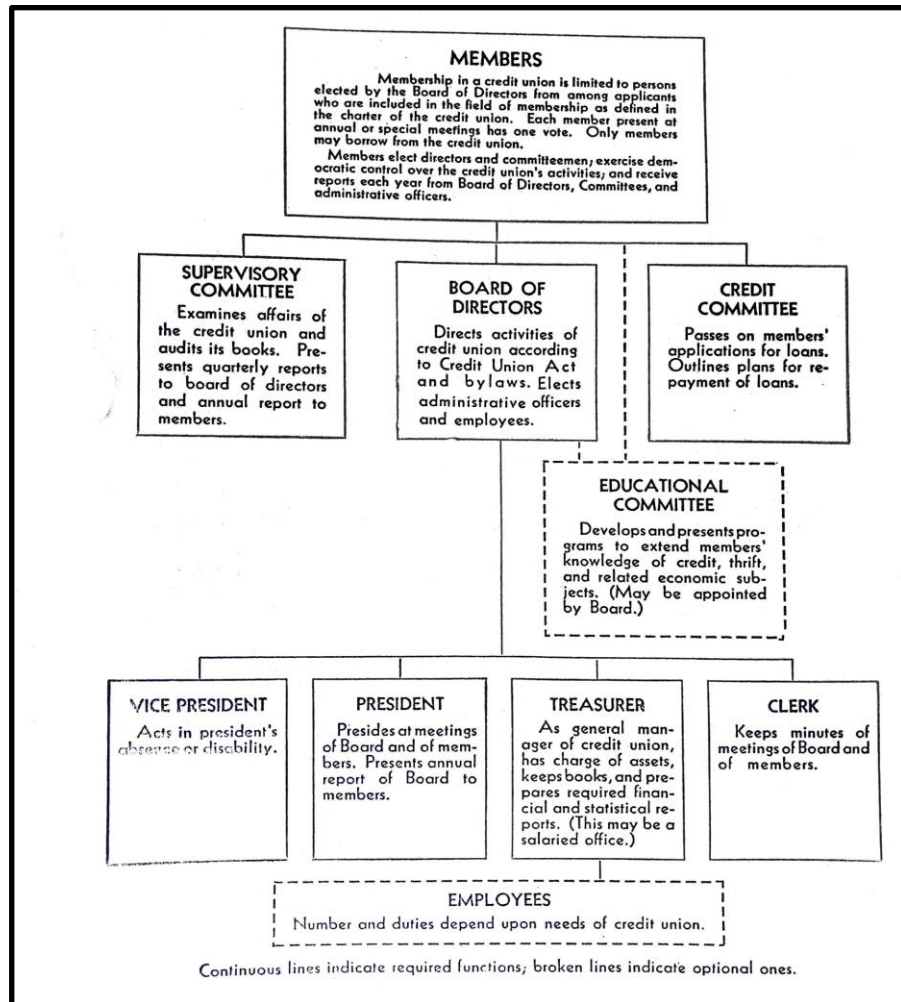 MEMBERS
Membership in a credit union is limited to persons
elected by the Board of Directors from among applicants
who are included in the field of membership as defined in
the charter of the credit union. Each member present at
annual or special meetings has one vote. Only members
may borrow from the credit union.
Members elect directors and committeemen; exercise dem-
ocratic control over the credit union's activities; and receive
reports each year from Board of Directors, Committees, and
administrative officers.
SUPERVISORY
COMMITTEE
Examines affairs of
the credit union and
audits its books. Pre-
sents quarterly reports
to board of directors
and annual report to
members.
BOARD OF
DIRECTORS
Directs activities of
credit union according
to Credit Union Act
and bylaws. Elects
administrative officers
and employees.
CREDIT
COMMITTEE
Passes on members'
applications for loans.
Outlines plans for re-
payment of loans.
EDUCATIONAL
COMMITTEE
Develops and presents pro-
grams to extend members'
knowledge of credit, thrift,
and related economic sub-
jects. (May be appointed
by Board.)
VICE PRESIDENT
Acts in president's
absence or disability.
PRESIDENT
Presides at meetings
of Board and of mem-
bers. Presents annual
report of Board to
members.
TREASURER
As general man-
ager of credit union,
has charge of assets,
keeps books, and pre-
pares required finan-
cial and statistical re-
ports. (This may be a
salaried office.)
CLERK
Keeps minutes of
meetings of Board and
of members.
EMPLOYEES
Number and duties depend upon needs of credit union.
Continuous lines indicate required functions; broken lines indicate optional ones.